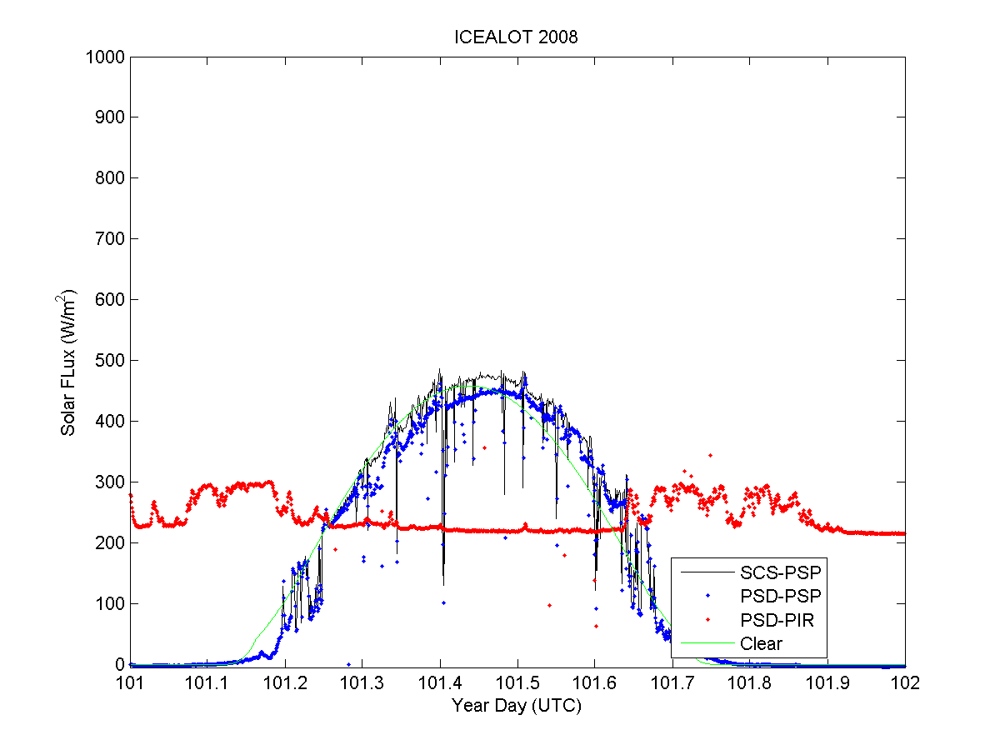 ICEALOT 2008
1000
900
800
700
600
500
400
300
200
100
0
Solar FLux (W/m²)
SCS-PSP
PSD-PSP
PSD-PIR
Clear
101 101.1 101.2 101.3 101.4 101.5 101.6 101.7 101.8 101.9 102
Year Day (UTC)